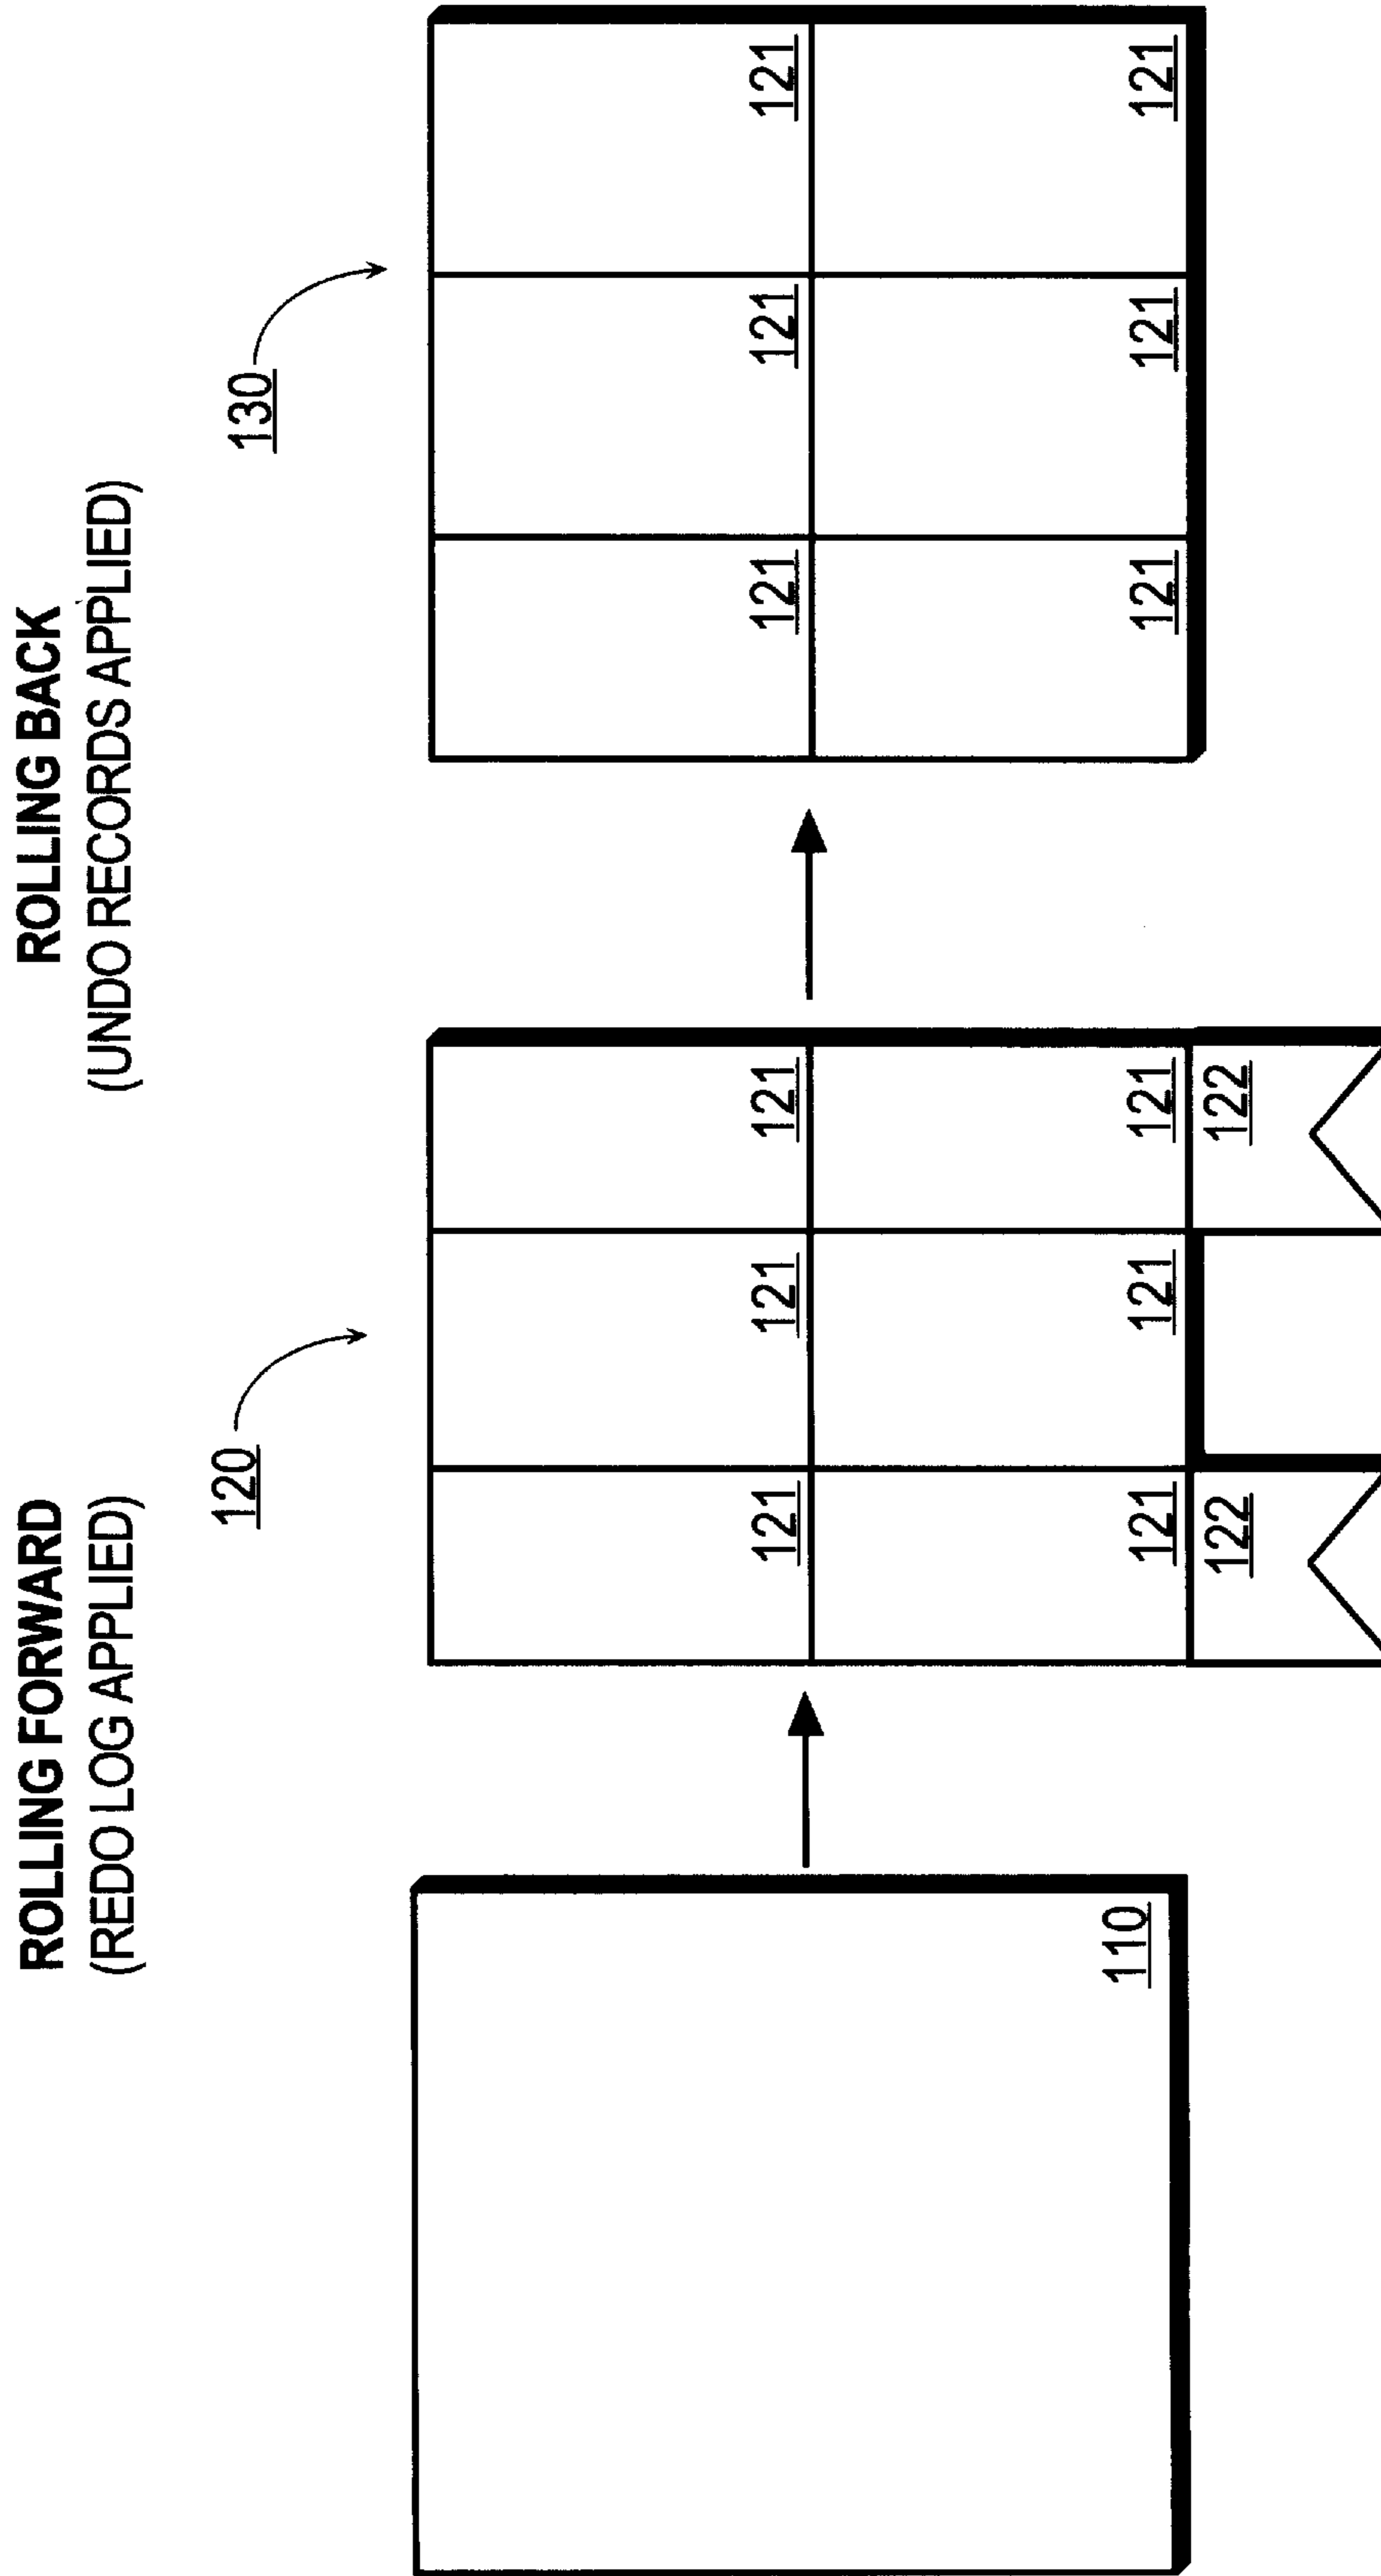 ROLLING FORWARD
(REDO LOG APPLIED)
ROLLING BACK
(UNDO RECORDS APPLIED)
120
130
110
121 121 121
121 121 121
122 122
121 121 121
121 121 121